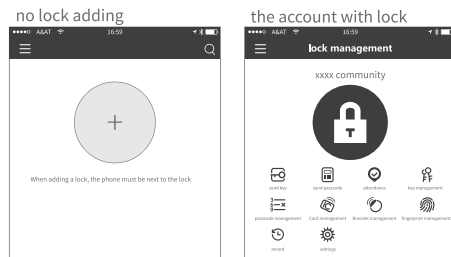 no lock adding
the account with lock
A&AT 16:59
When adding a lock, the phone must be next to the lock
A&AT 16:59
lock management
xxxx community
send key send passcode attendance key management
passcode management Card management Bracelet management fingerprint management
record settings